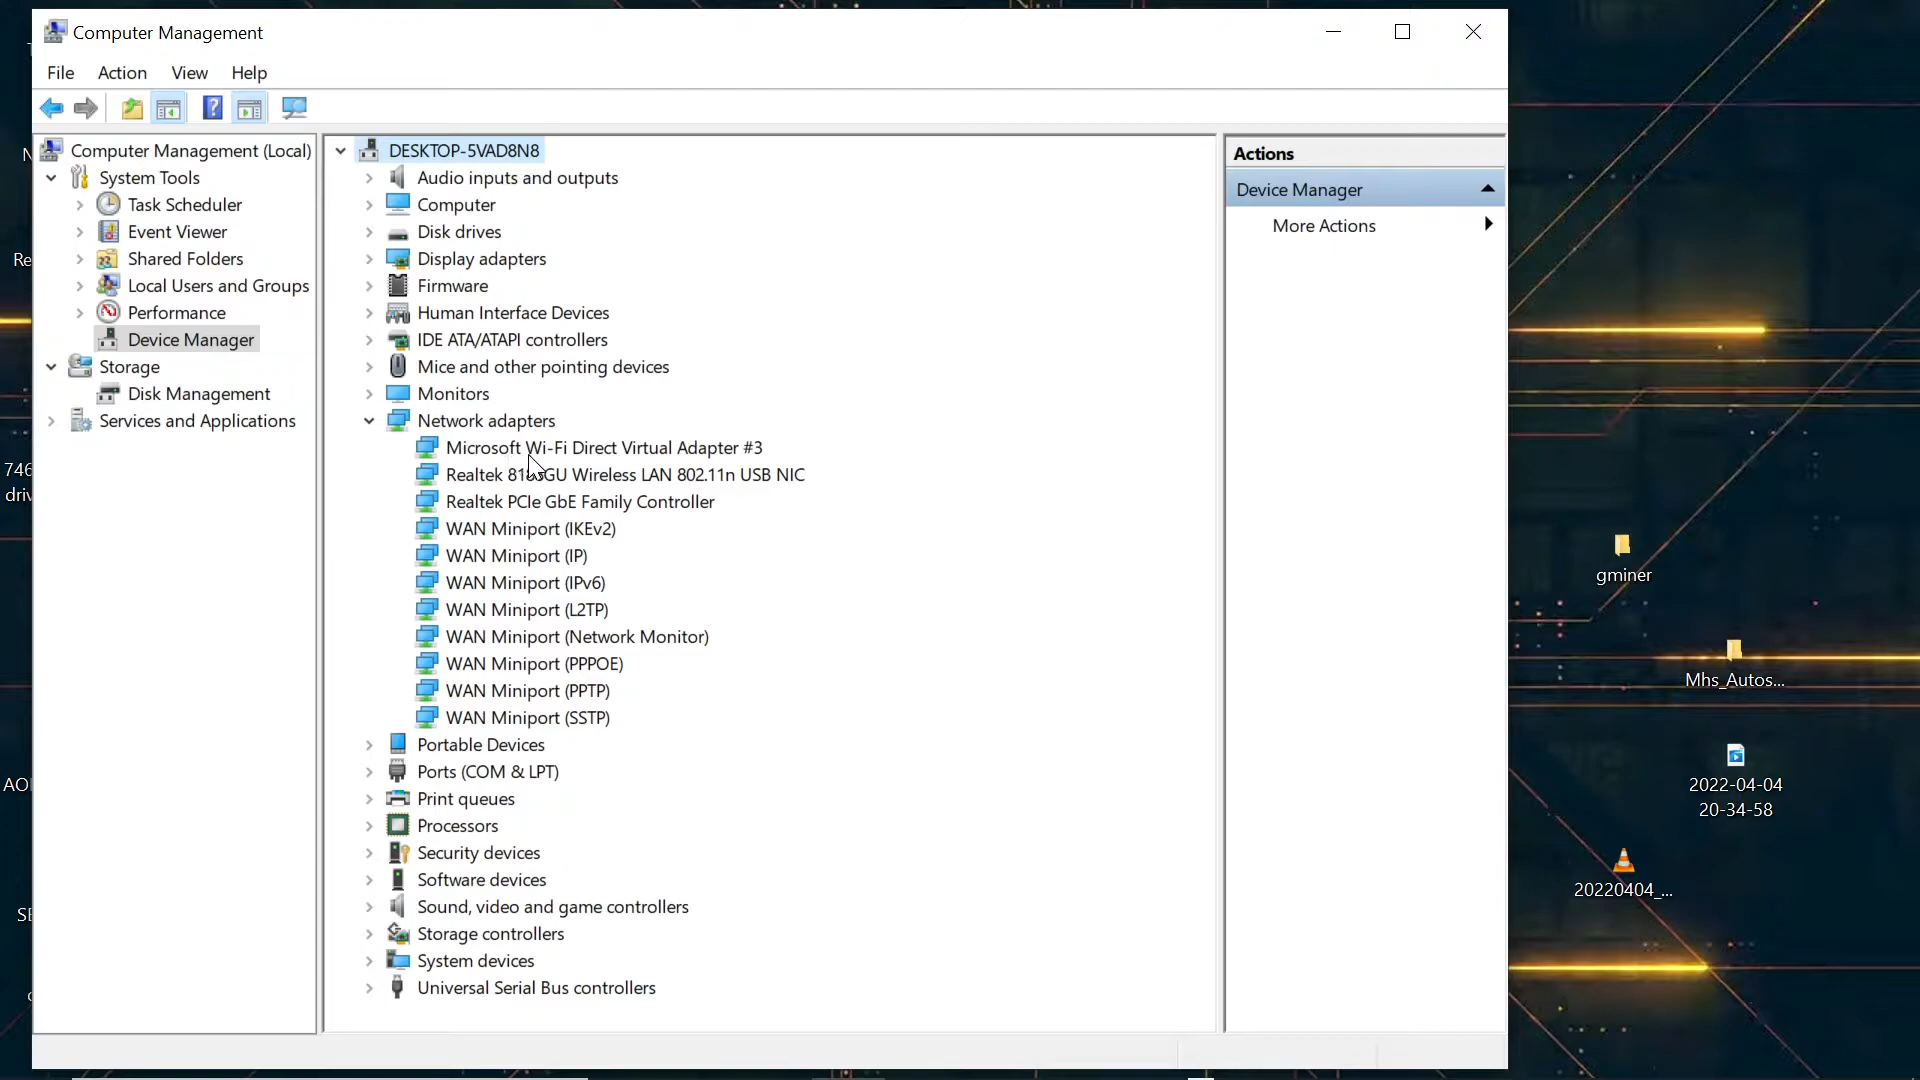 Computer Management
File Action View Help
Computer Management (Local)
System Tools
Task Scheduler
Event Viewer
Shared Folders
Local Users and Groups
Performance
Device Manager
Storage
Disk Management
Services and Applications
DESKTOP-5VAD8N8
Audio inputs and outputs
Computer
Disk drives
Display adapters
Firmware
Human Interface Devices
IDE ATA/ATAPI controllers
Mice and other pointing devices
Monitors
Network adapters
Microsoft Wi-Fi Direct Virtual Adapter #3
Realtek Wireless LAN 802.11n USB NIC
Realtek PCIe GbE Family Controller
WAN Miniport (IKEv2)
WAN Miniport (IP)
WAN Miniport (IPv6)
WAN Miniport (L2TP)
WAN Miniport (Network Monitor)
WAN Miniport (PPPOE)
WAN Miniport (PPTP)
WAN Miniport (SSTP)
Portable Devices
Ports (COM & LPT)
Print queues
Processors
Security devices
Software devices
Sound, video and game controllers
Storage controllers
System devices
Universal Serial Bus controllers
Actions
Device Manager
More Actions
gminer
Mhs_Autos...
2022-04-04
20-34-58
20220404_...
Re
746
driv